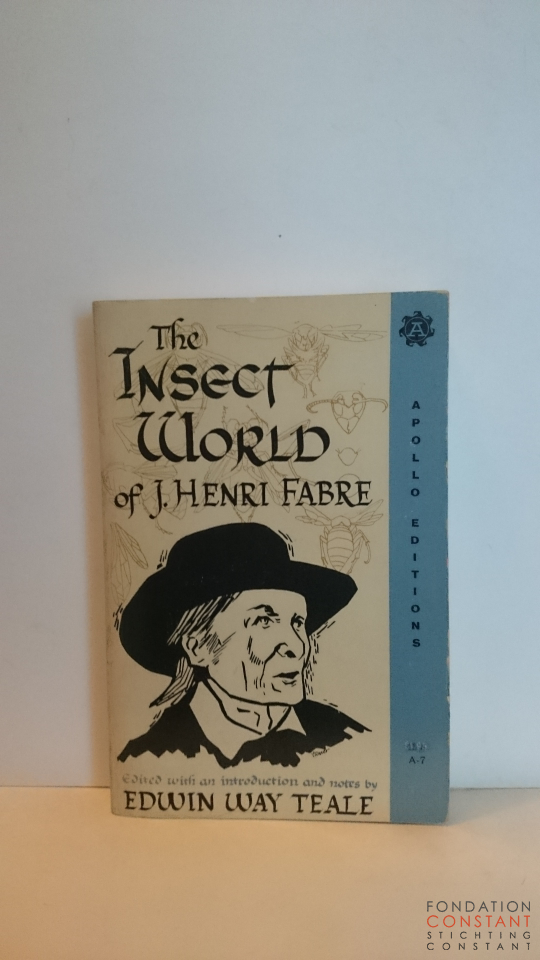 The
INSECT
WORLD
of J. HENRI FABRE
Edited with an introduction and notes by
EDWIN WAY TEALE
A
APOLLO EDITIONS
A-7
FONDATION
CONSTANT
STICHTING
CONSTANT